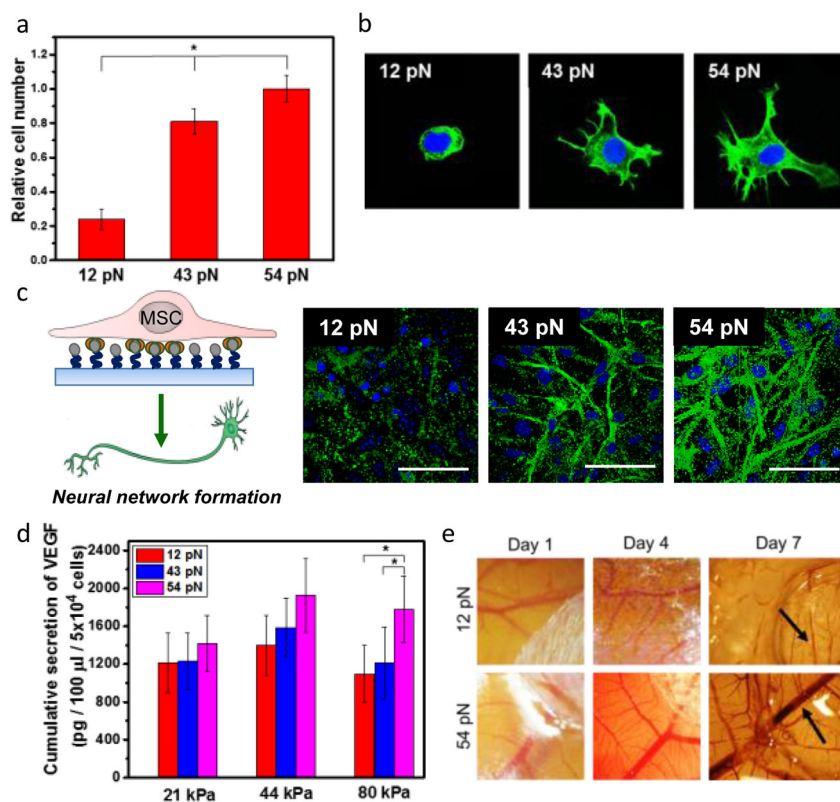 a
*
Relative cell number
1.2
1.0
0.8
0.6
0.4
0.2
0.0
12 pN 43 pN 54 pN
b
12 pN 43 pN 54 pN
c
MSC
Neural network formation
12 pN 43 pN 54 pN
d
Cumulative secretion of VEGF
(pg / 100 µl / 5x10⁴ cells)
2400
2000
1600
1200
800
400
0
12 pN
43 pN
54 pN
*
*
21 kPa 44 kPa 80 kPa
e
Day 1 Day 4 Day 7
12 pN
54 pN